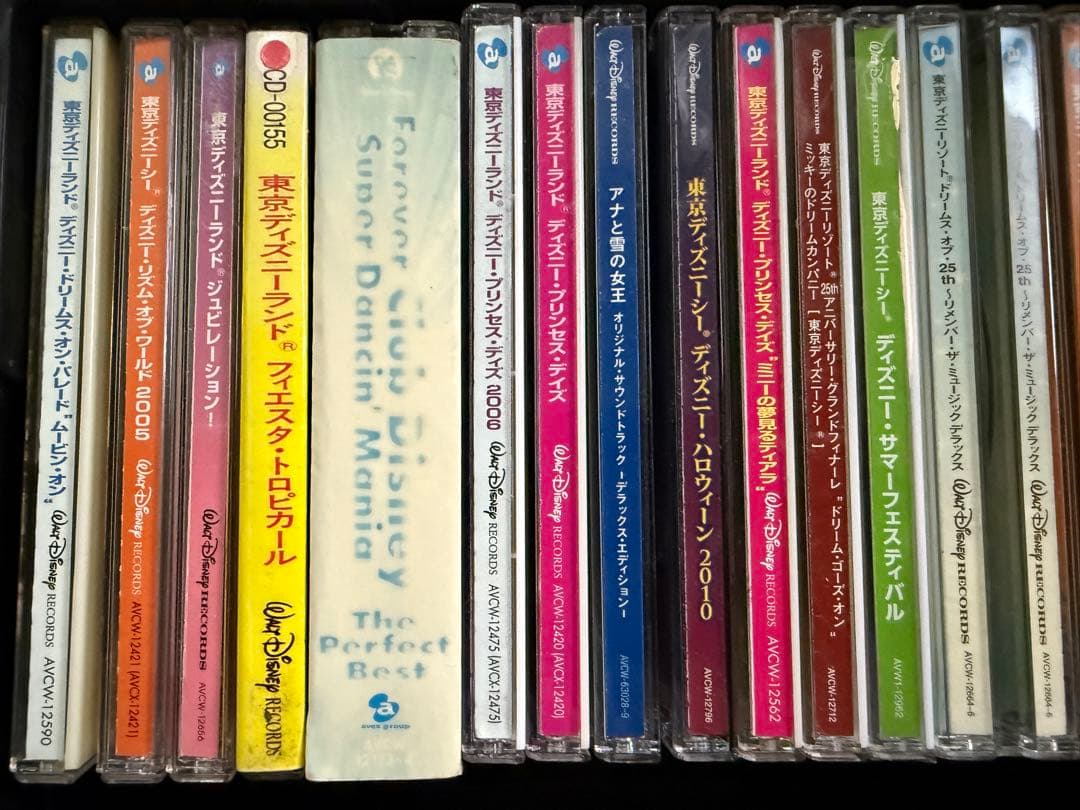 a
東京ディズニーランド® ディズニー・ドリームス・オン・パレード "ムービン・オン"
WALT DISNEY RECORDS
AVCW-12590
a
東京ディズニーシー® ディズニー・リズム・オブ・ワールド 2005
WALT DISNEY RECORDS
AVCW-12421 (AVCX-12421)
a
東京ディズニーランド® ジュビレーション!
WALT DISNEY RECORDS
AVCW-12656
CD-00155
東京ディズニーランド® フィエスタ・トロピカール
WALT DISNEY RECORDS
Forever Club Disney
Super Dancin' Mania
The
Perfect
Best
a
avex group
a
東京ディズニーランド® ディズニー・プリンセス・デイズ 2006
WALT DISNEY RECORDS
AVCW-12475 (AVCX-12475)
a
東京ディズニーランド® ディズニー・プリンセス・デイズ
WALT DISNEY RECORDS
AVCW-12420 (AVCX-12420)
WALT DISNEY RECORDS
アナと雪の女王 オリジナル・サウンドトラック -デラックス・エディション-
AVCW-63028~9
WALT DISNEY RECORDS
東京ディズニーシー® ディズニー・ハロウィーン 2010
AVCW-12796
a
東京ディズニーランド® ディズニー・プリンセス・デイズ "ミニーの夢見るティアラ"
WALT DISNEY RECORDS
AVCW-12562
WALT DISNEY RECORDS
東京ディズニーリゾート® 25th アニバーサリー・グランドフィナーレ "ドリーム・ゴーズ・オン"
ミッキーのドリームカンパニー [東京ディズニーシー®]
AVCW-12712
WALT DISNEY RECORDS
東京ディズニーシー® ディズニー・サマーフェスティバル
AVW1-12962
a
東京ディズニーリゾート® ドリームス・オブ・25th ～リメンバー・ザ・ミュージック デラックス
WALT DISNEY RECORDS
AVCW-12664~6
a
ドリームス・オブ・25th ～リメンバー・ザ・ミュージック デラックス
WALT DISNEY RECORDS
AVCW-12664~6